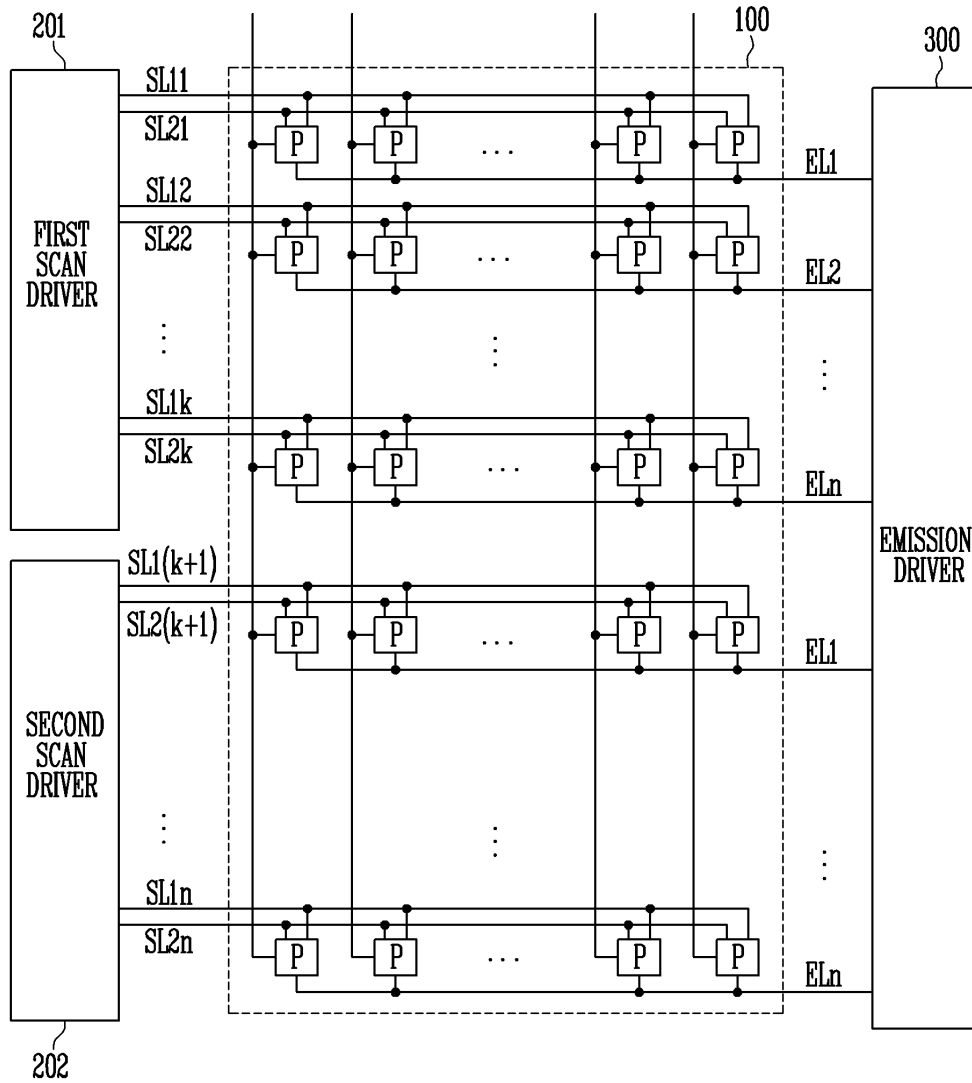 201
100
300
SL11
SL21
P P ... P P
EL1
SL12
SL22
P P ... P P
EL2
FIRST
SCAN
DRIVER
SL1k
SL2k
P P ... P P
ELn
EMISSION
DRIVER
SL1(k+1)
SL2(k+1)
P P ... P P
EL1
SECOND
SCAN
DRIVER
SL1n
SL2n
P P ... P P
ELn
202